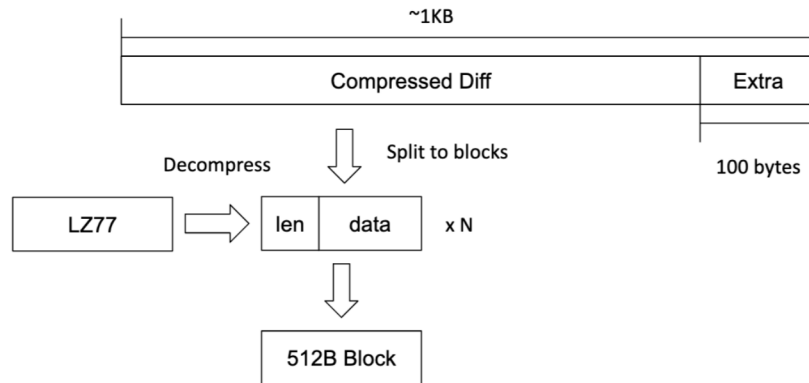 ~1KB
Compressed Diff
Extra
Decompress
Split to blocks
100 bytes
LZ77
len
data
x N
512B Block